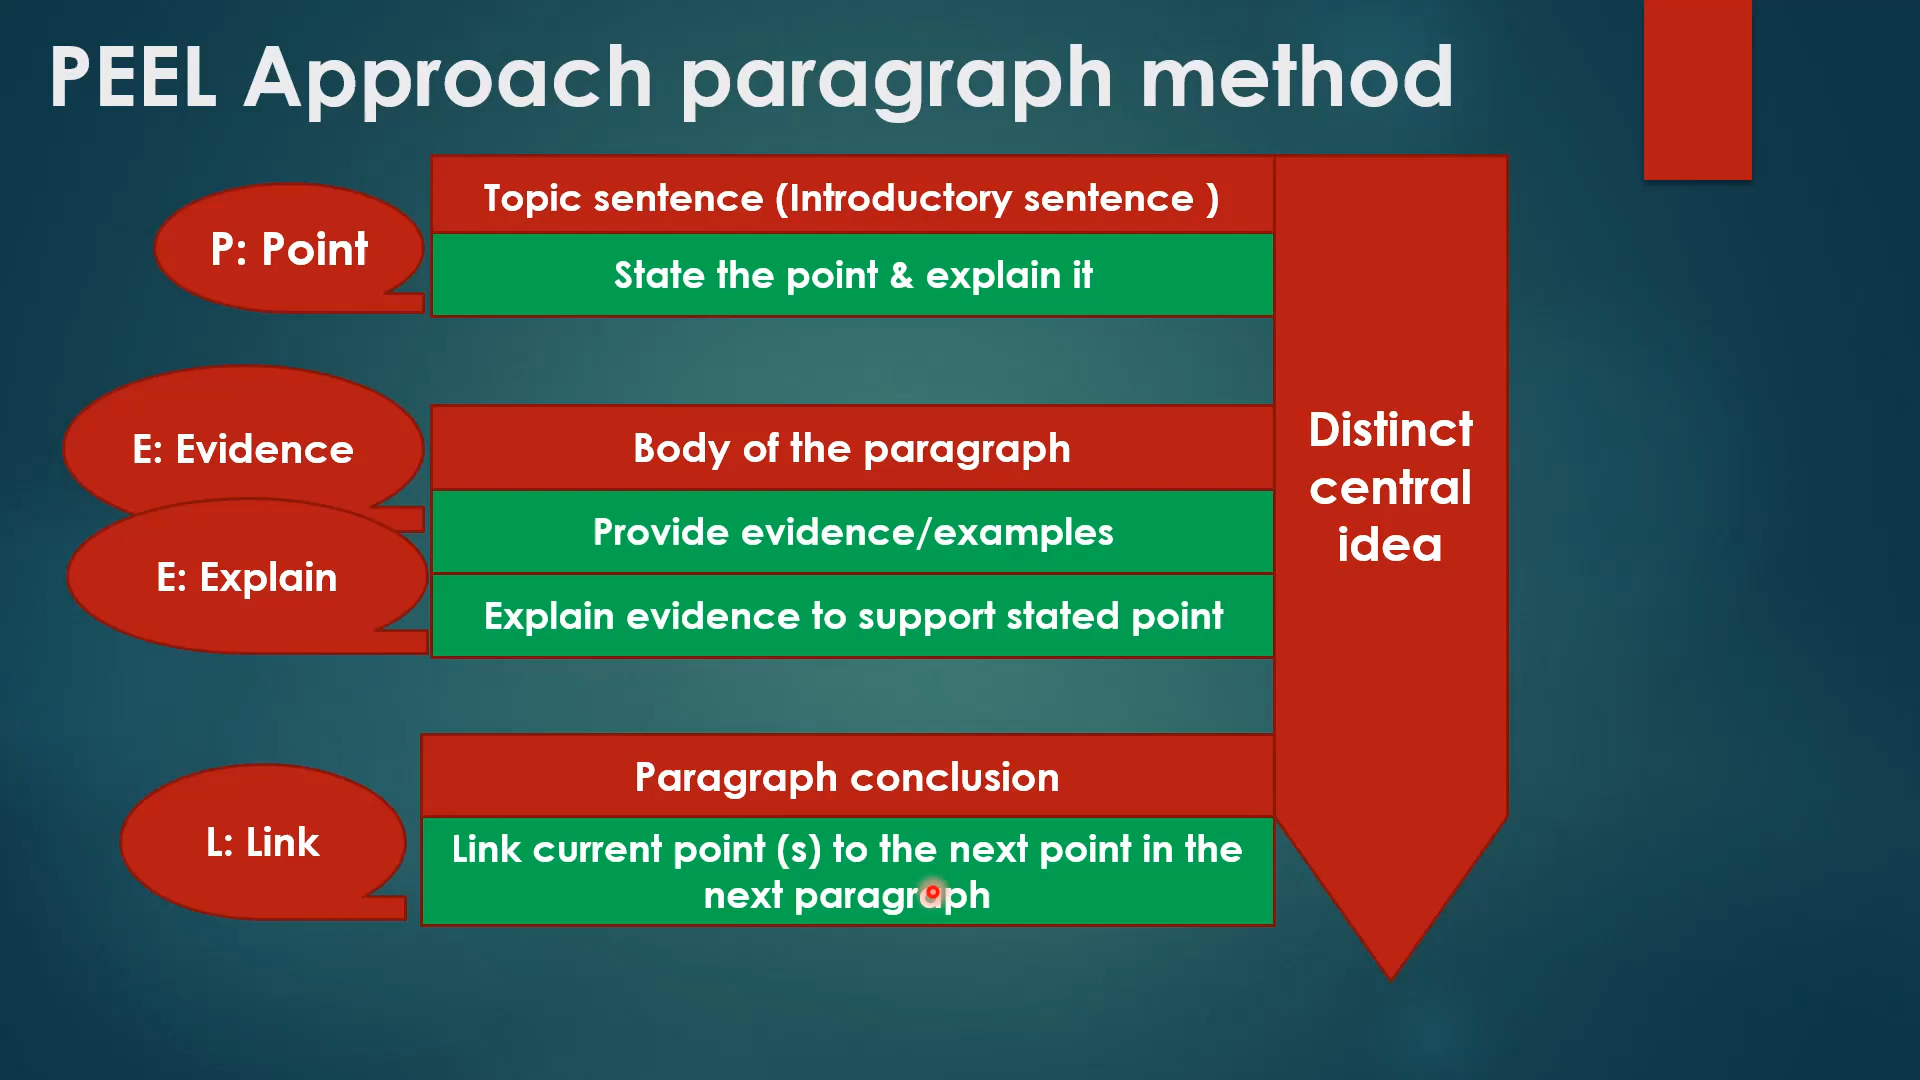 PEEL Approach paragraph method
P: Point
Topic sentence (Introductory sentence )
State the point & explain it
E: Evidence
E: Explain
Body of the paragraph
Provide evidence/examples
Explain evidence to support stated point
L: Link
Paragraph conclusion
Link current point (s) to the next point in the
next paragraph
Distinct
central
idea